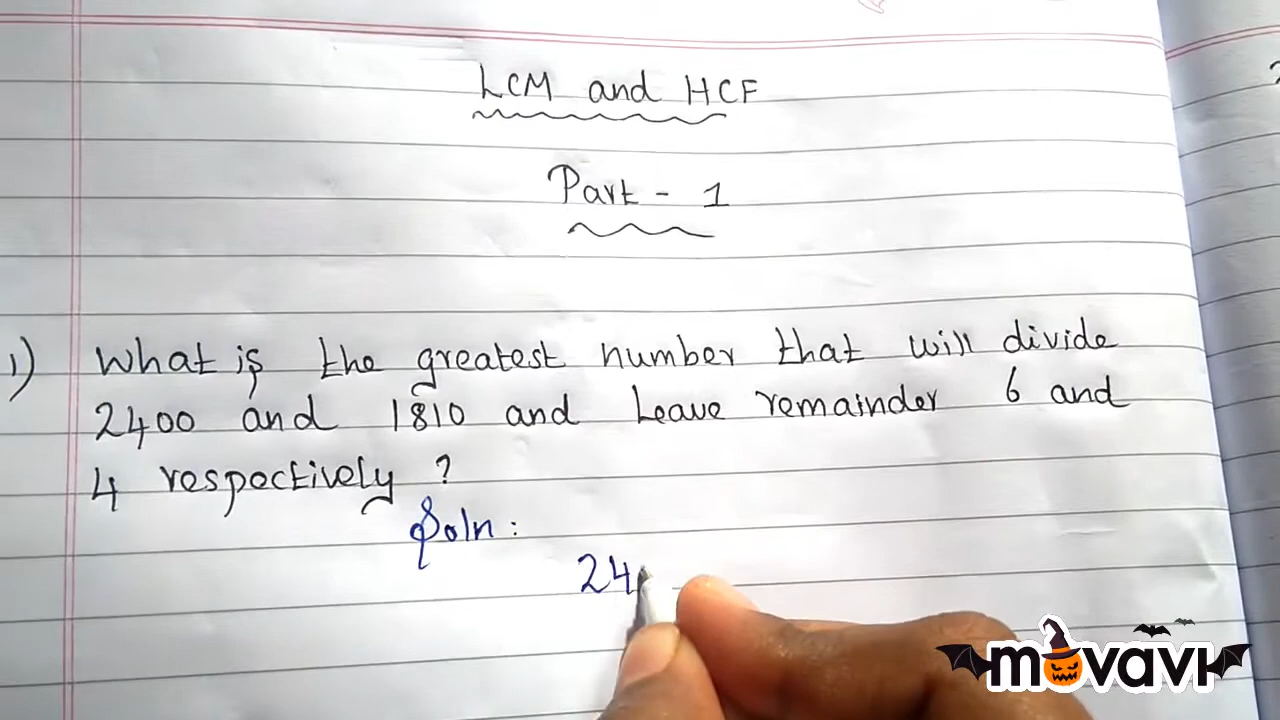 LCM and HCF
Part - 1
1) What is the greatest number that will divide
2400 and 1810 and Leave remainder 6 and
4 respectively ?
Soln :
24
movavi